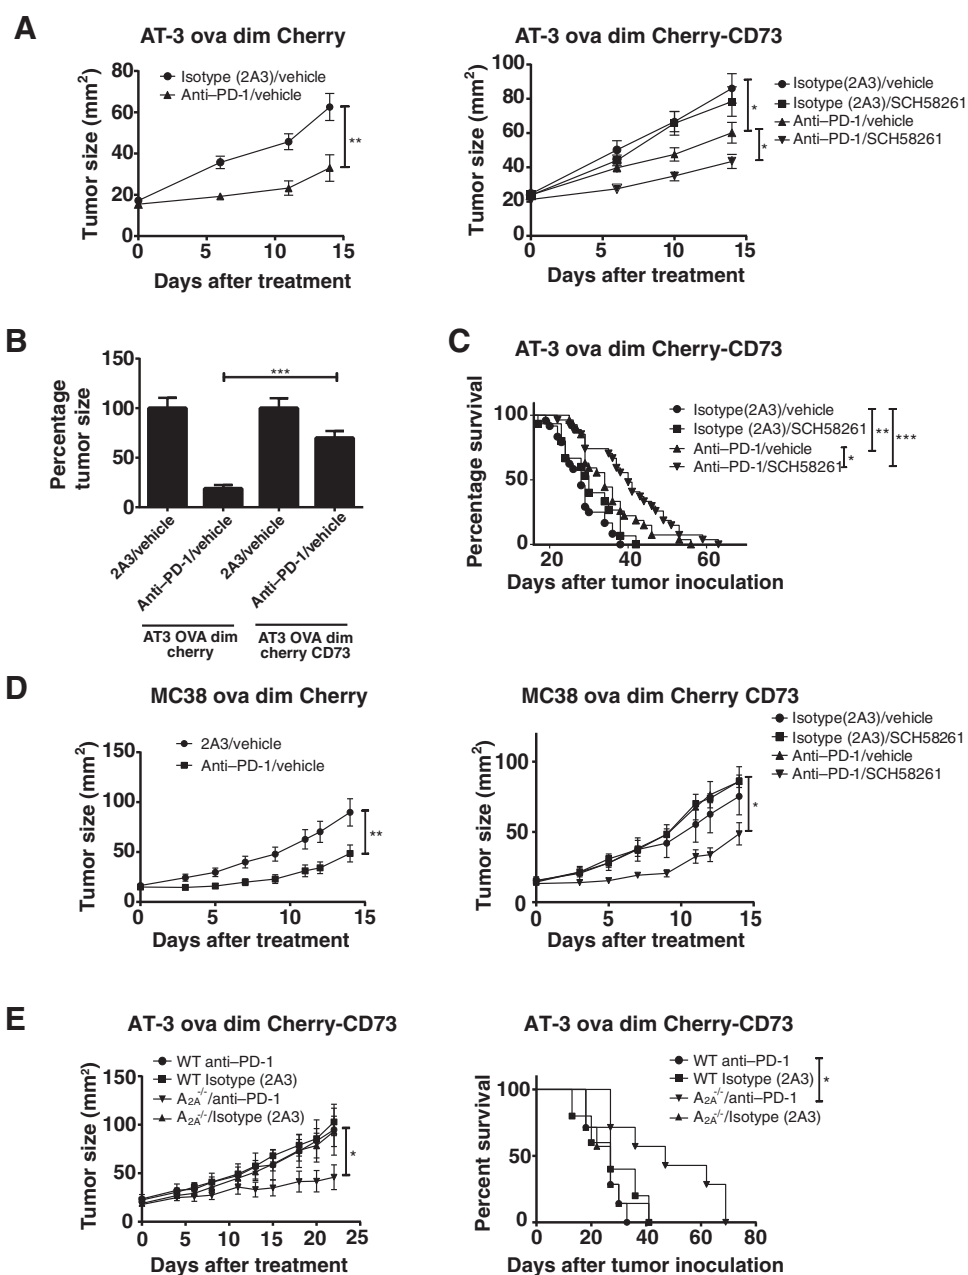 A
AT-3 ova dim Cherry
Tumor size (mm2)
80
60
40
20
0
Isotype (2A3)/vehicle
Anti–PD-1/vehicle
**
0 5 10 15
Days after treatment
AT-3 ova dim Cherry-CD73
Tumor size (mm2)
100
80
60
40
20
0
Isotype(2A3)/vehicle
Isotype (2A3)/SCH58261
Anti–PD-1/vehicle
Anti–PD-1/SCH58261
*
*
0 5 10 15
Days after treatment
B
Percentage
tumor size
150
100
50
0
***
2A3/vehicle
Anti–PD-1/vehicle
2A3/vehicle
Anti–PD-1/vehicle
AT3 OVA dim
cherry
AT3 OVA dim
cherry CD73
C
AT-3 ova dim Cherry-CD73
Percentage survival
100
50
0
Isotype(2A3)/vehicle
Isotype (2A3)/SCH58261
Anti–PD-1/vehicle
Anti–PD-1/SCH58261
**
***
*
20 40 60
Days after tumor inoculation
D
MC38 ova dim Cherry
Tumor size (mm2)
150
100
50
0
2A3/vehicle
Anti–PD-1/vehicle
**
0 5 10 15
Days after treatment
MC38 ova dim Cherry CD73
Tumor size (mm2)
100
50
0
Isotype(2A3)/vehicle
Isotype (2A3)/SCH58261
Anti–PD-1/vehicle
Anti–PD-1/SCH58261
*
0 5 10 15
Days after treatment
E
AT-3 ova dim Cherry-CD73
Tumor size (mm2)
150
100
50
0
WT anti–PD-1
WT Isotype (2A3)
A2A-/-/anti–PD-1
A2A-/-/Isotype (2A3)
*
0 5 10 15 20 25
Days after treatment
AT-3 ova dim Cherry-CD73
Percent survival
100
50
0
WT anti–PD-1
WT Isotype (2A3)
A2A-/-/anti–PD-1
A2A-/-/Isotype (2A3)
*
0 20 40 60 80
Days after tumor inoculation